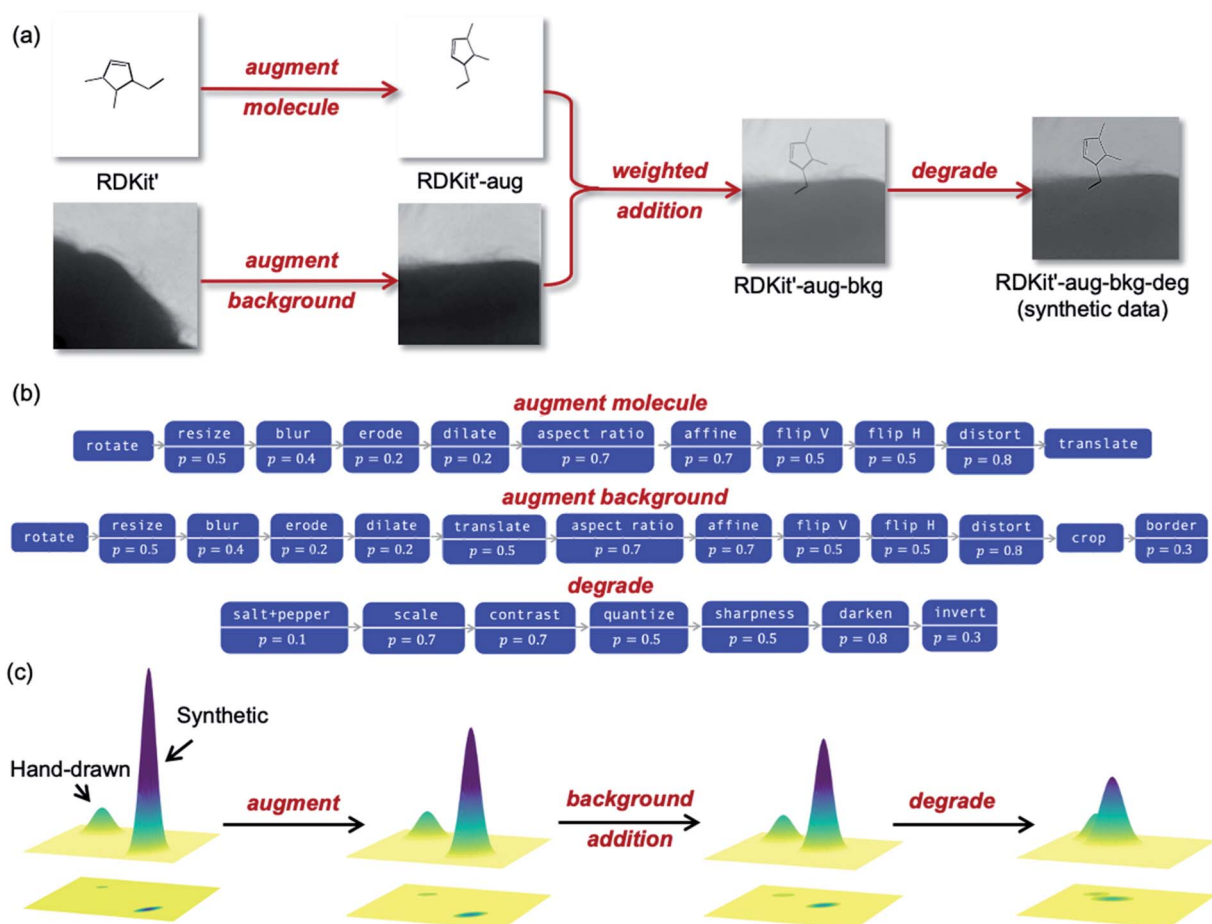 (a)
augment
molecule
RDKit'
RDKit'-aug
weighted
addition
degrade
augment
background
RDKit'-aug-bkg
RDKit'-aug-bkg-deg
(synthetic data)
(b)
augment molecule
rotate resize blur erode dilate aspect ratio affine flip V flip H distort translate
p = 0.5 p = 0.4 p = 0.2 p = 0.2 p = 0.7 p = 0.7 p = 0.5 p = 0.5 p = 0.8
augment background
rotate resize blur erode dilate translate aspect ratio affine flip V flip H distort crop border
p = 0.5 p = 0.4 p = 0.2 p = 0.2 p = 0.5 p = 0.7 p = 0.7 p = 0.5 p = 0.5 p = 0.8 p = 0.3
degrade
salt+pepper scale contrast quantize sharpness darken invert
p = 0.1 p = 0.7 p = 0.7 p = 0.5 p = 0.5 p = 0.8 p = 0.3
(c)
Synthetic
Hand-drawn
augment
background
addition
degrade